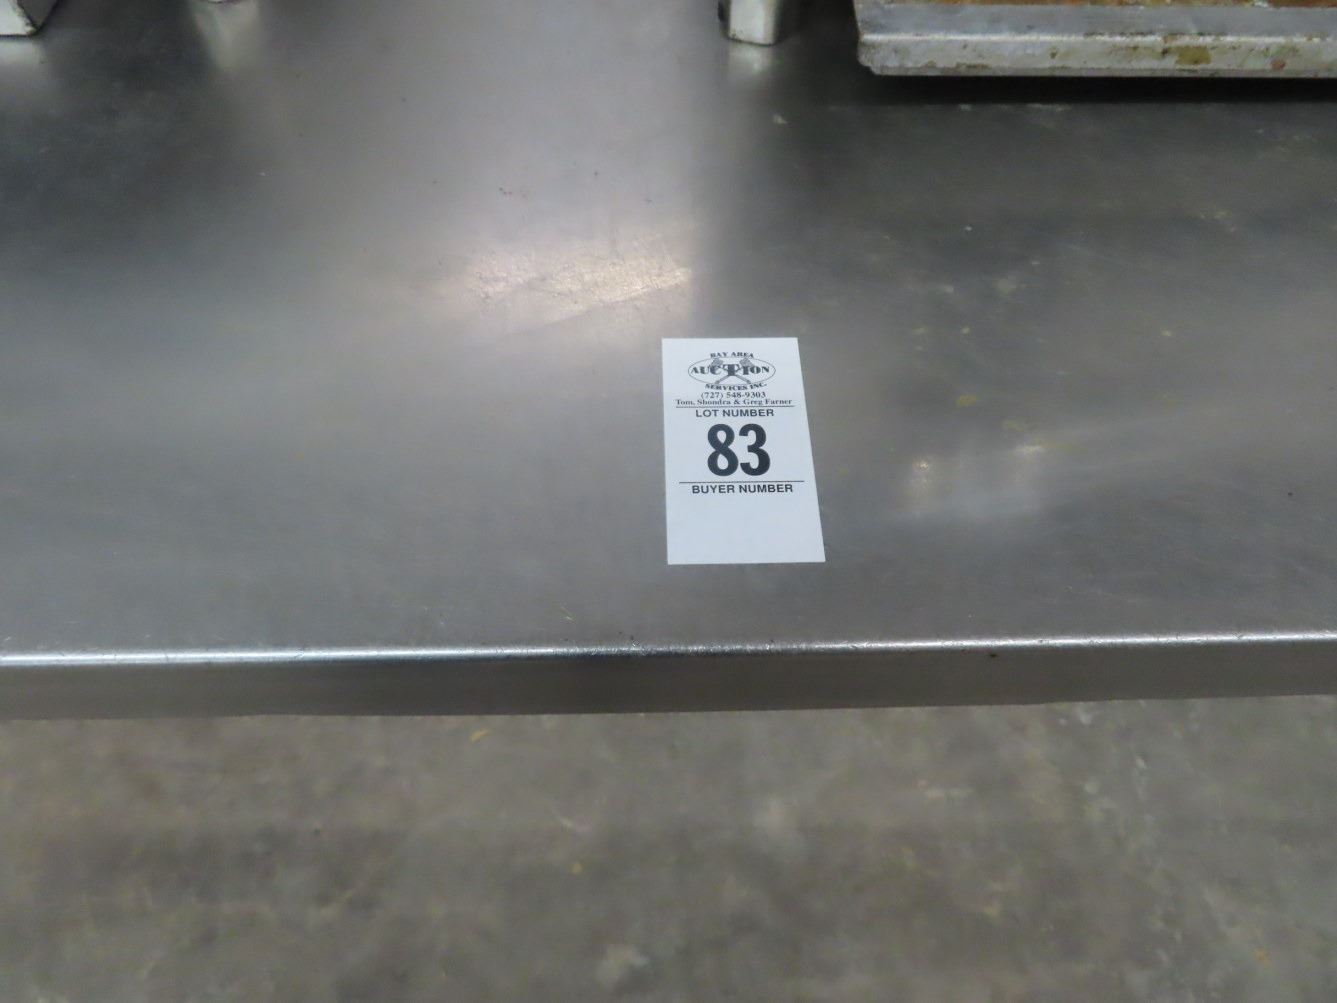 BAY AREA
AUCTION
SERVICES INC.
(727) 548-9303
Tom, Shondra & Greg Farner
LOT NUMBER
83
BUYER NUMBER